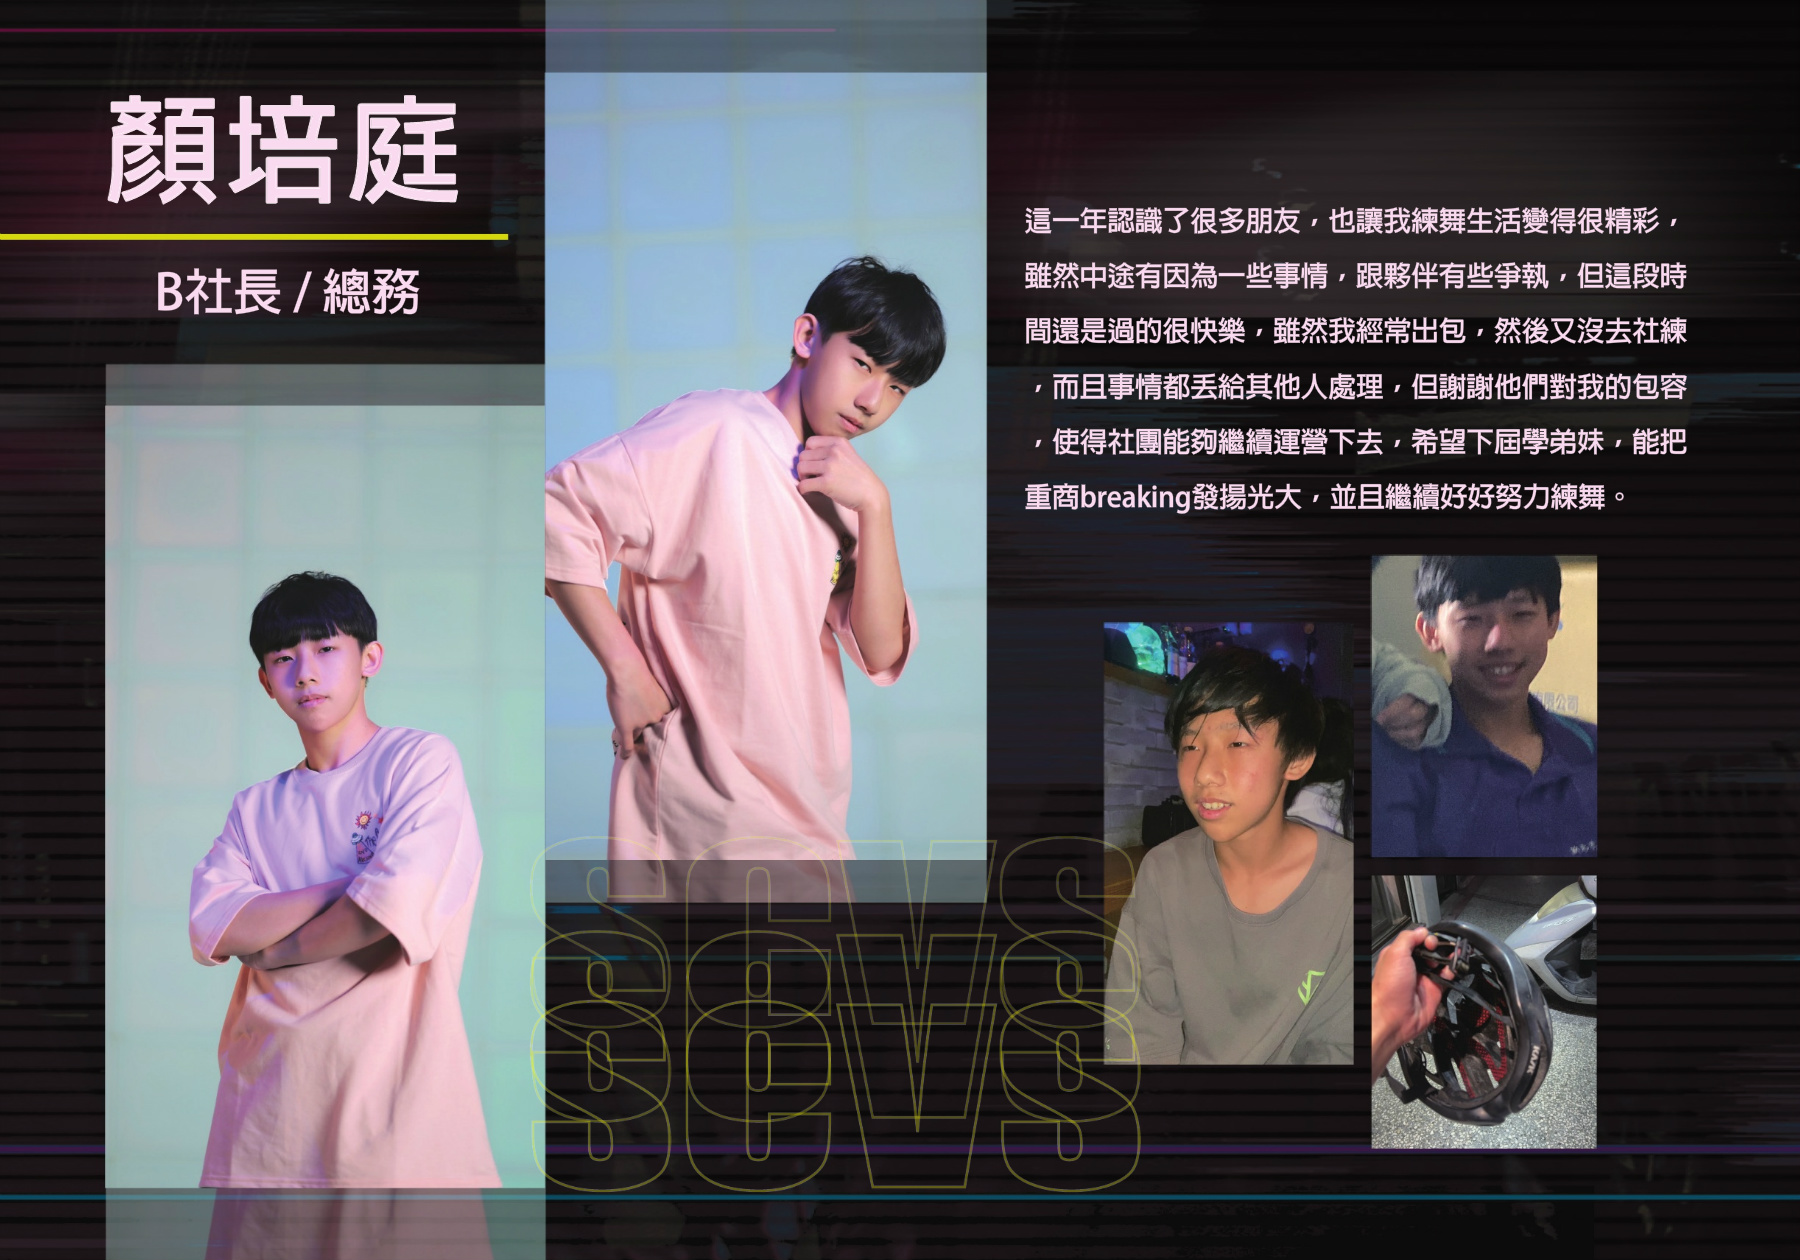 顏培庭
B社長 / 總務
這一年認識了很多朋友，也讓我練舞生活變得很精彩，
雖然中途有因為一些事情，跟夥伴有些爭執，但這段時
間還是過的很快樂，雖然我經常出包，然後又沒去社練
，而且事情都丟給其他人處理，但謝謝他們對我的包容
，使得社團能夠繼續運營下去，希望下屆學弟妹，能把
重商breaking發揚光大，並且繼續好好努力練舞。
限公司
SCVS
SCVS